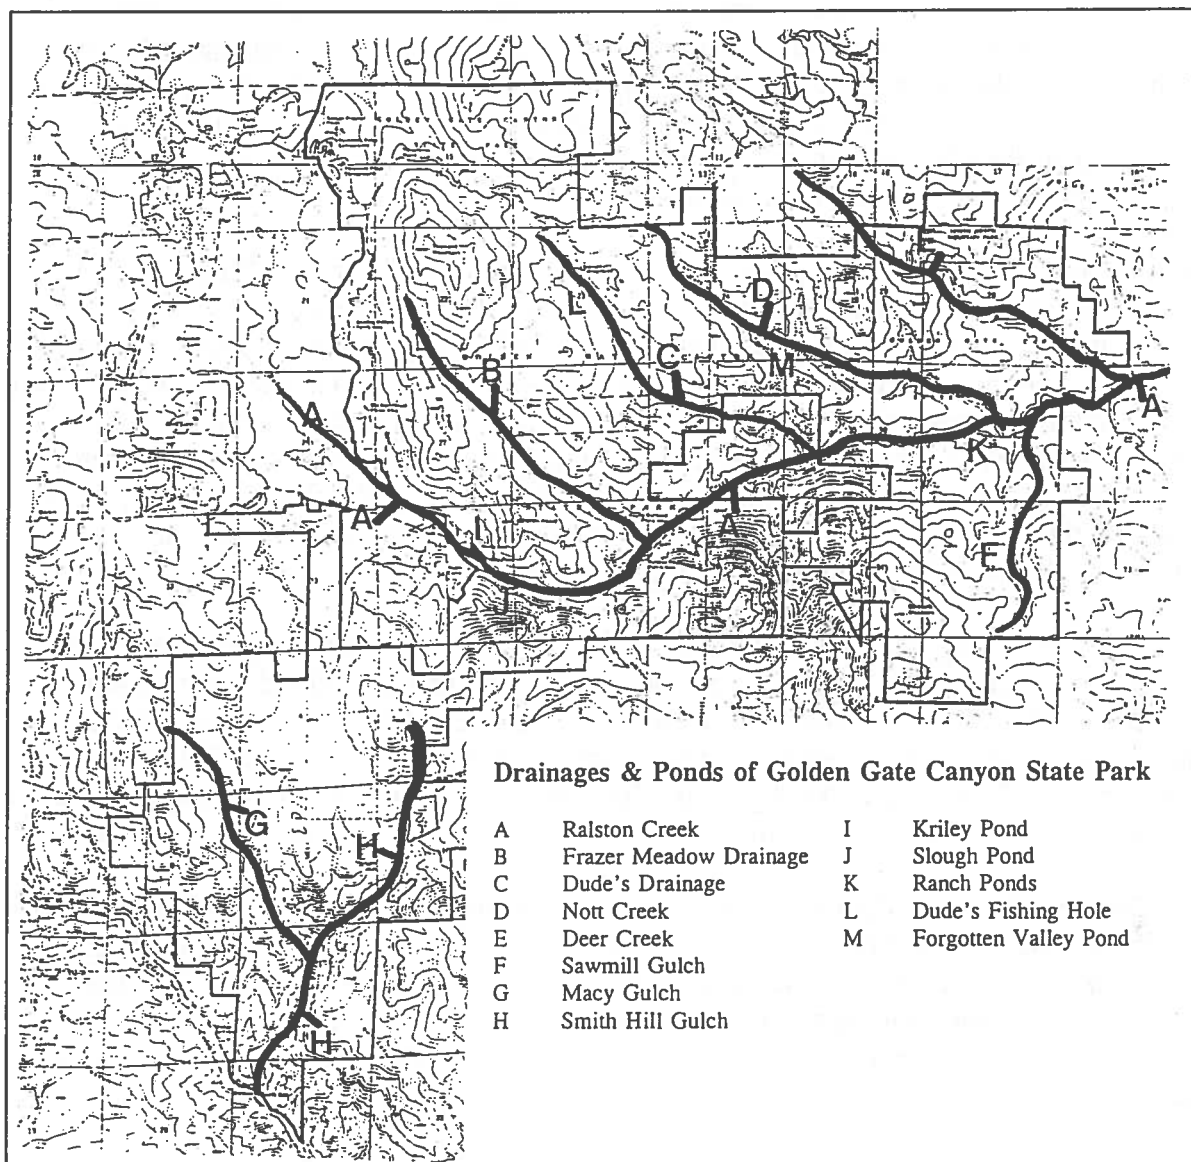 E
D
L
C
M
B
A
A
K
A
I
A
F
J
Drainages & Ponds of Golden Gate Canyon State Park
G
H
H
A Ralston Creek I Kriley Pond
B Frazer Meadow Drainage J Slough Pond
C Dude's Drainage K Ranch Ponds
D Nott Creek L Dude's Fishing Hole
E Deer Creek M Forgotten Valley Pond
F Sawmill Gulch
G Macy Gulch
H Smith Hill Gulch